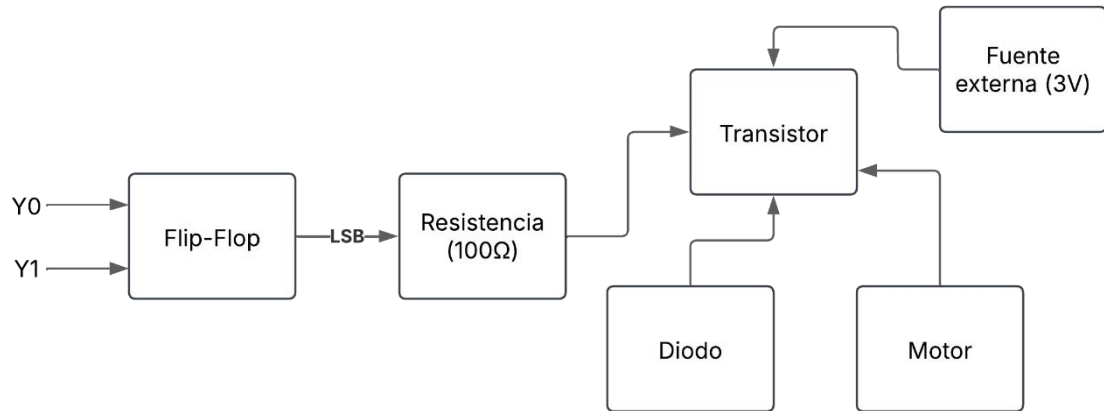 Fuente
externa (3V)
Transistor
Y0
Y1
Flip-Flop
LSB
Resistencia
(100Ω)
Diodo
Motor